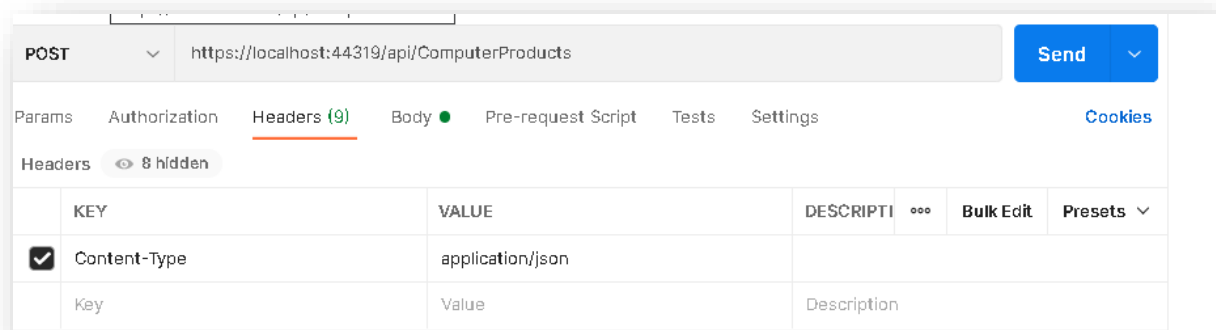 POST https://localhost:44319/api/ComputerProducts Send
Params Authorization Headers (9) Body Pre-request Script Tests Settings Cookies
Headers 8 hidden
KEY VALUE DESCRIPTI ooo Bulk Edit Presets
Content-Type application/json
Key Value Description